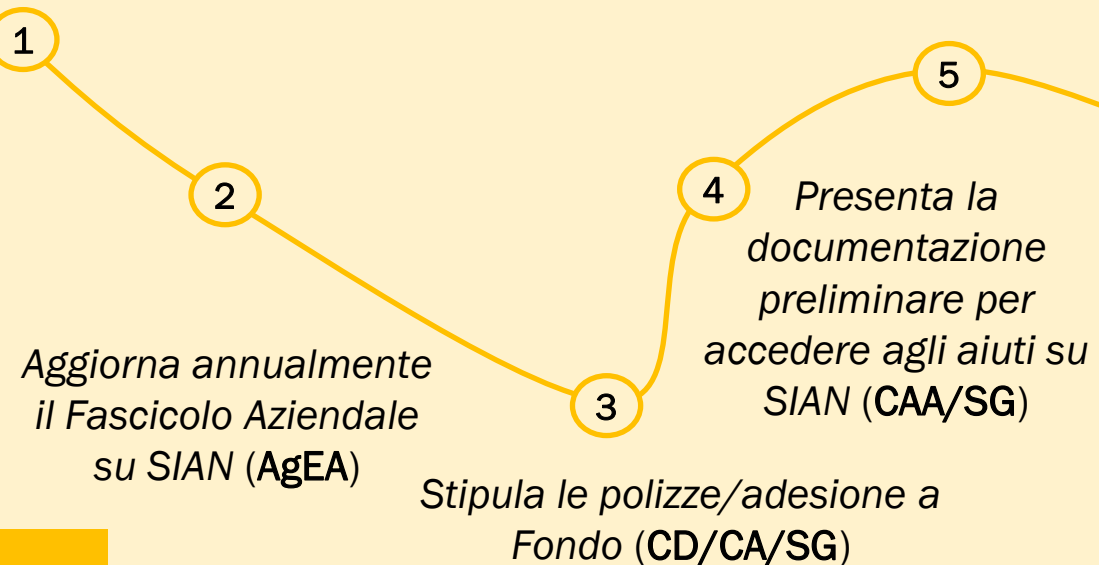 1
2
Aggiorna annualmente
il Fascicolo Aziendale
su SIAN (AgEA)
3
Stipula le polizze/adesione a
Fondo (CD/CA/SG)
4
Presenta la
documentazione
preliminare per
accedere agli aiuti su
SIAN (CAA/SG)
5